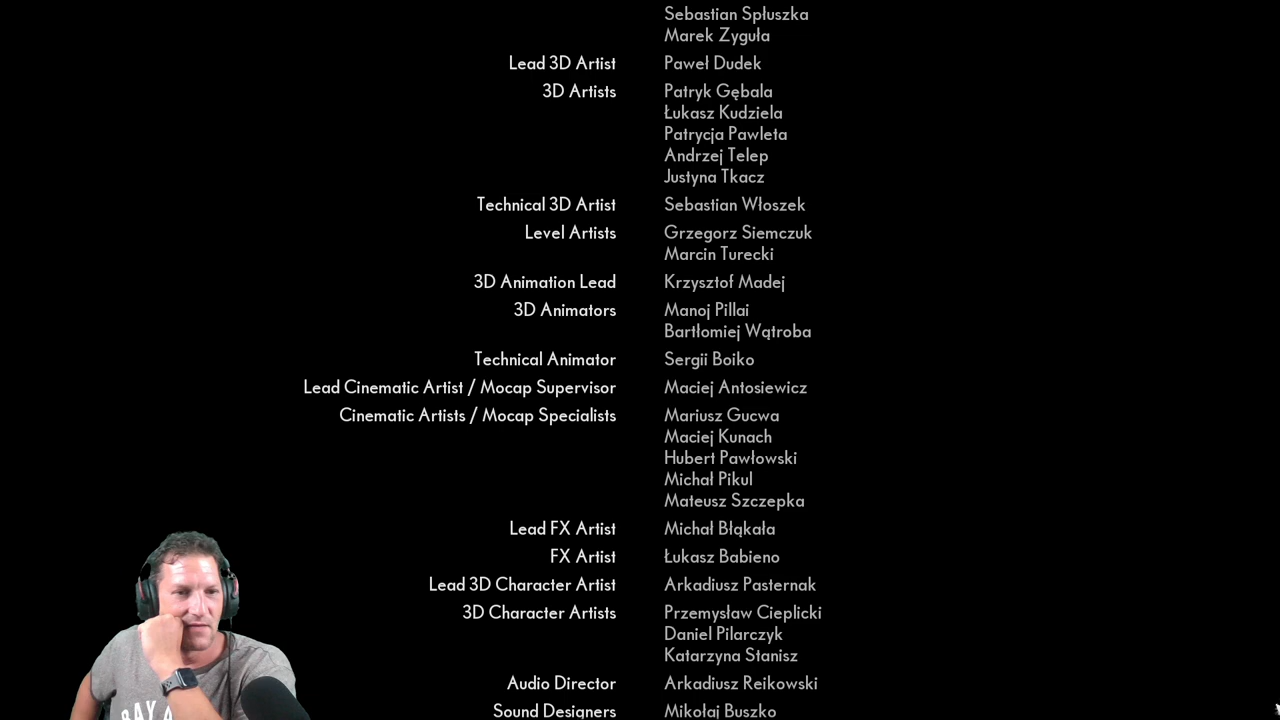 Sebastian Spłuszka
Marek Zyguła
Lead 3D Artist Paweł Dudek
3D Artists Patryk Gębala
Łukasz Kudziela
Patrycja Pawleta
Andrzej Telep
Justyna Tkacz
Technical 3D Artist Sebastian Włoszek
Level Artists Grzegorz Siemczuk
Marcin Turecki
3D Animation Lead Krzysztof Madej
3D Animators Manoj Pillai
Bartłomiej Wątroba
Technical Animator Sergii Boiko
Lead Cinematic Artist / Mocap Supervisor Maciej Antosiewicz
Cinematic Artists / Mocap Specialists Mariusz Gucwa
Maciej Kunach
Hubert Pawłowski
Michał Pikul
Mateusz Szczepka
Lead FX Artist Michał Błąkała
FX Artist Łukasz Babieno
Lead 3D Character Artist Arkadiusz Pasternak
3D Character Artists Przemysław Cieplicki
Daniel Pilarczyk
Katarzyna Stanisz
Audio Director Arkadiusz Reikowski
Sound Designers Mikołaj Buszko
BAY